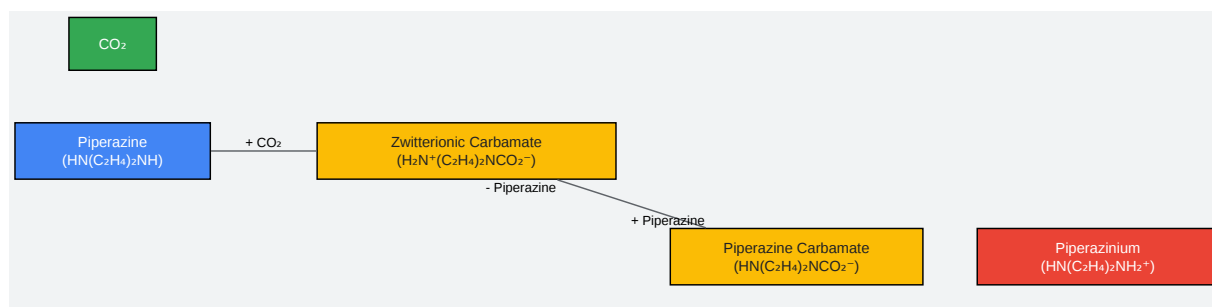 CO₂
Piperazine
(HN(C₂H₄)₂NH)
+ CO₂
Zwitterionic Carbamate
(H₂N⁺(C₂H₄)₂NCO₂⁻)
- Piperazine
+ Piperazine
Piperazine Carbamate
(HN(C₂H₄)₂NCO₂⁻)
Piperazinium
(HN(C₂H₄)₂NH₂⁺)